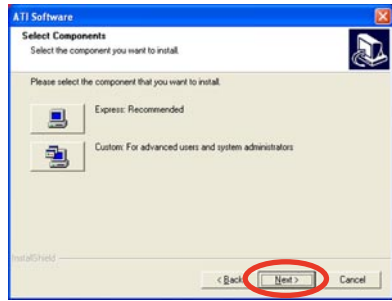 ATI Software
Select Components
Select the component you want to install.
Please select the component that you want to install.
Express: Recommended
Custom: For advanced users and system administrators
InstallShield
< Back
Next >
Cancel